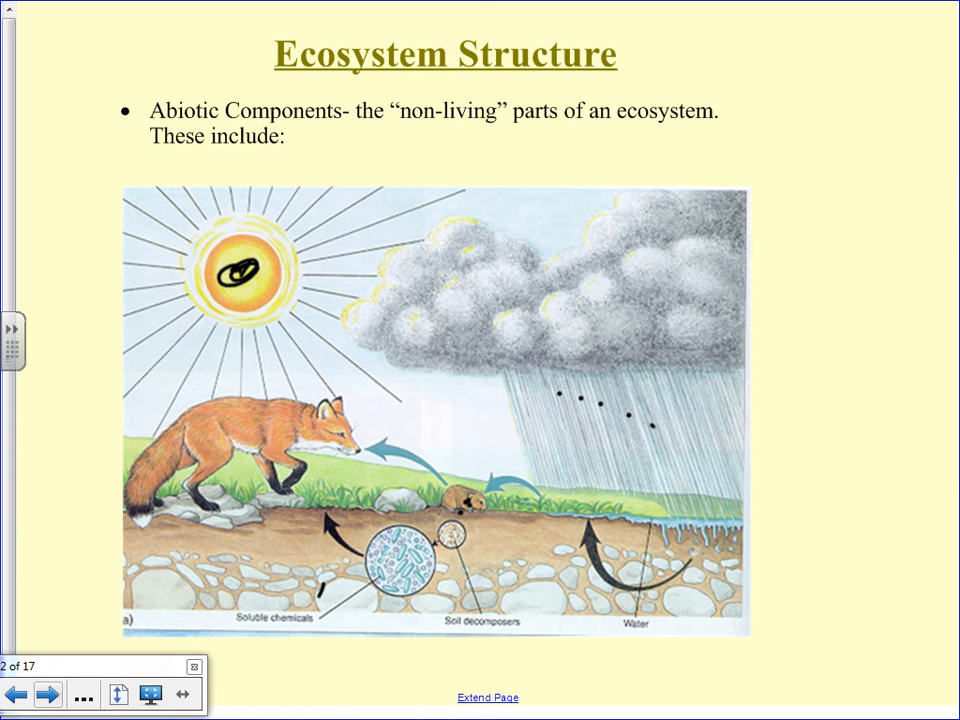 Ecosystem Structure
• Abiotic Components- the “non-living” parts of an ecosystem.
These include:
a)
Soluble chemicals
Soil decomposers
Water
2 of 17
...
Extend Page